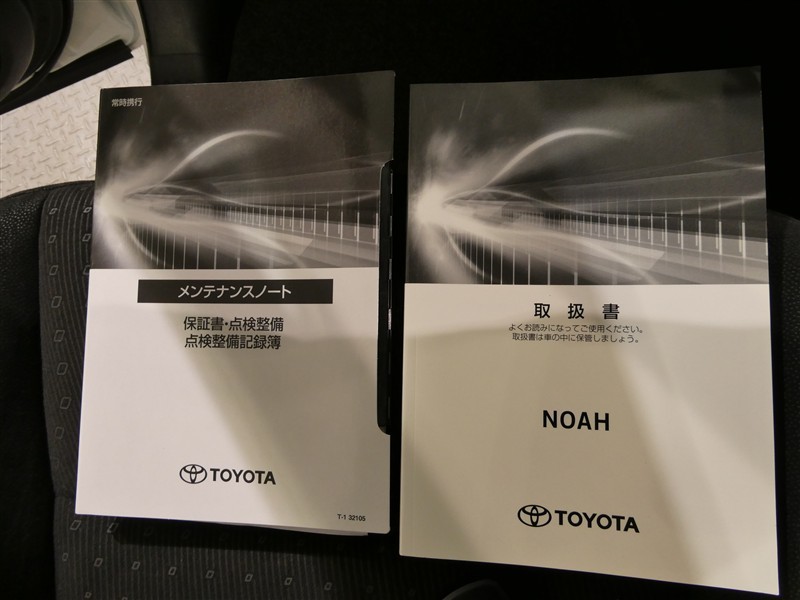 常時携行
メンテナンスノート
保証書・点検整備
点検整備記録簿
TOYOTA
T-1 32105
取扱書
よくお読みになってご使用ください。
取扱書は車の中に保管しましょう。
NOAH
TOYOTA